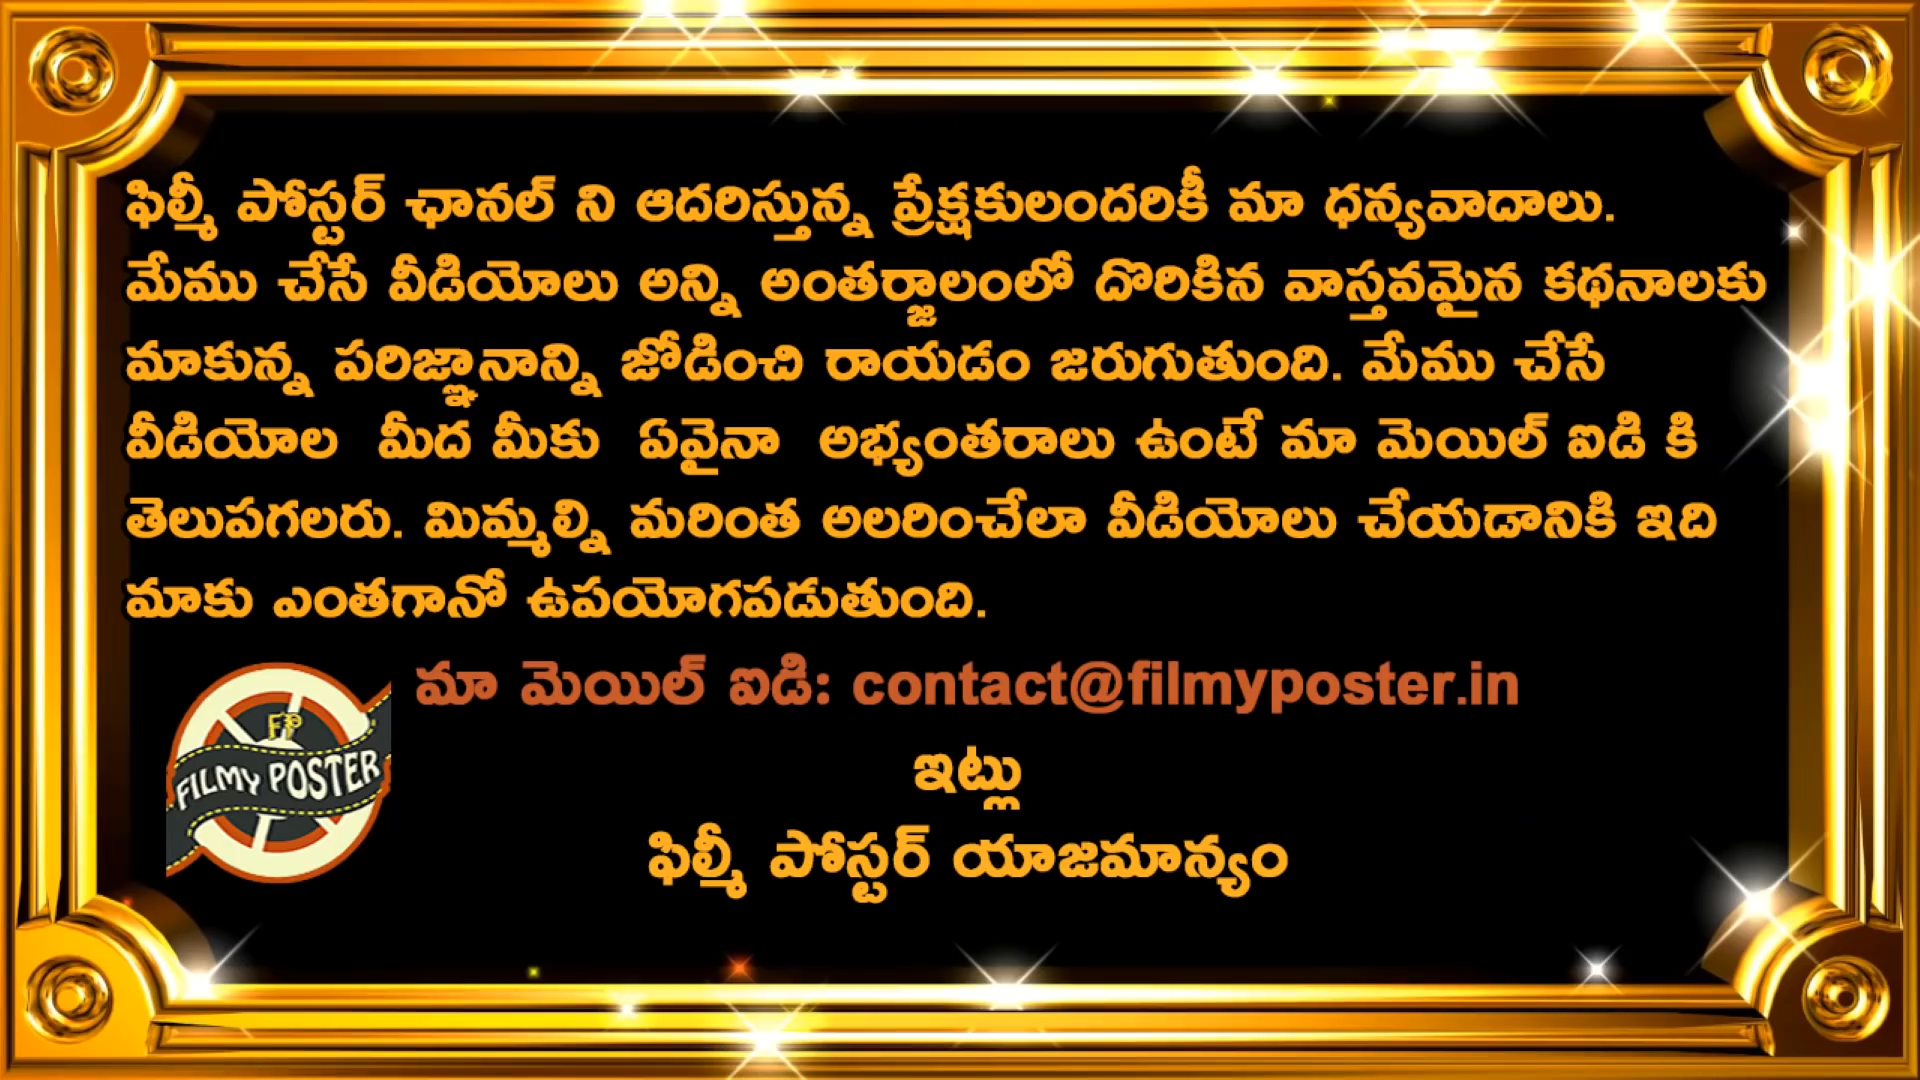 ఫిల్మీ పోస్టర్ ఛానల్ ని ఆదరిస్తున్న ప్రేక్షకులందరికీ మా ధన్యవాదాలు.
మేము చేసే వీడియోలు అన్ని అంతర్జాలంలో దొరికిన వాస్తవమైన కథనాలకు
మాకున్న పరిజ్ఞానాన్ని జోడించి రాయడం జరుగుతుంది. మేము చేసే
వీడియోల మీద మీకు ఏవైనా అభ్యంతరాలు ఉంటే మా మెయిల్ ఐడి కి
తెలుపగలరు. మిమ్మల్ని మరింత అలరించేలా వీడియోలు చేయడానికి ఇది
మాకు ఎంతగానో ఉపయోగపడుతుంది.
మా మెయిల్ ఐడి: contact@filmyposter.in
FP
FILMY POSTER
ఇట్లు
ఫిల్మీ పోస్టర్ యాజమాన్యం